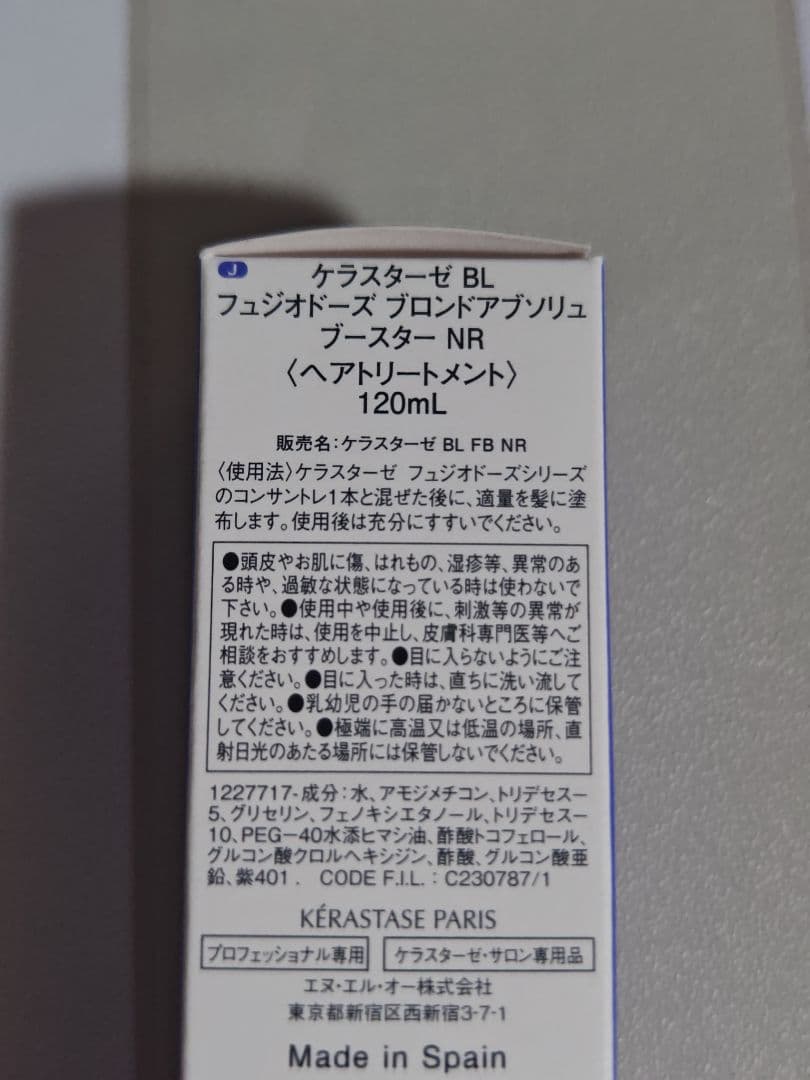 J
ケラスターゼ BL
フュジオドーズ ブロンドアブソリュ
ブースター NR
〈ヘアトリートメント〉
120mL
販売名：ケラスターゼ BL FB NR
〈使用法〉ケラスターゼ フュジオドーズシリーズ
のコンサントレ1本と混ぜた後に、適量を髪に塗
布します。使用後は充分にすすいでください。
●頭皮やお肌に傷、はれもの、湿疹等、異常のあ
る時や、過敏な状態になっている時は使わないで
下さい。●使用中や使用後に、刺激等の異常が
現れた時は、使用を中止し、皮膚科専門医等へご
相談をおすすめします。●目に入らないようにご注
意ください。●目に入った時は、直ちに洗い流して
ください。●乳幼児の手の届かないところに保管
してください。●極端に高温又は低温の場所、直
射日光のあたる場所には保管しないでください。
1227717-成分：水、アモジメチコン、トリデセス−
5、グリセリン、フェノキシエタノール、トリデセス−
10、PEG−40水添ヒマシ油、酢酸トコフェロール、
グルコン酸クロルヘキシジン、酢酸、グルコン酸亜
鉛、紫401． CODE F.I.L.：C230787/1
KÉRASTASE PARIS
プロフェッショナル専用 ケラスターゼ・サロン専用品
エヌ・エル・オー株式会社
東京都新宿区西新宿3-7-1
Made in Spain